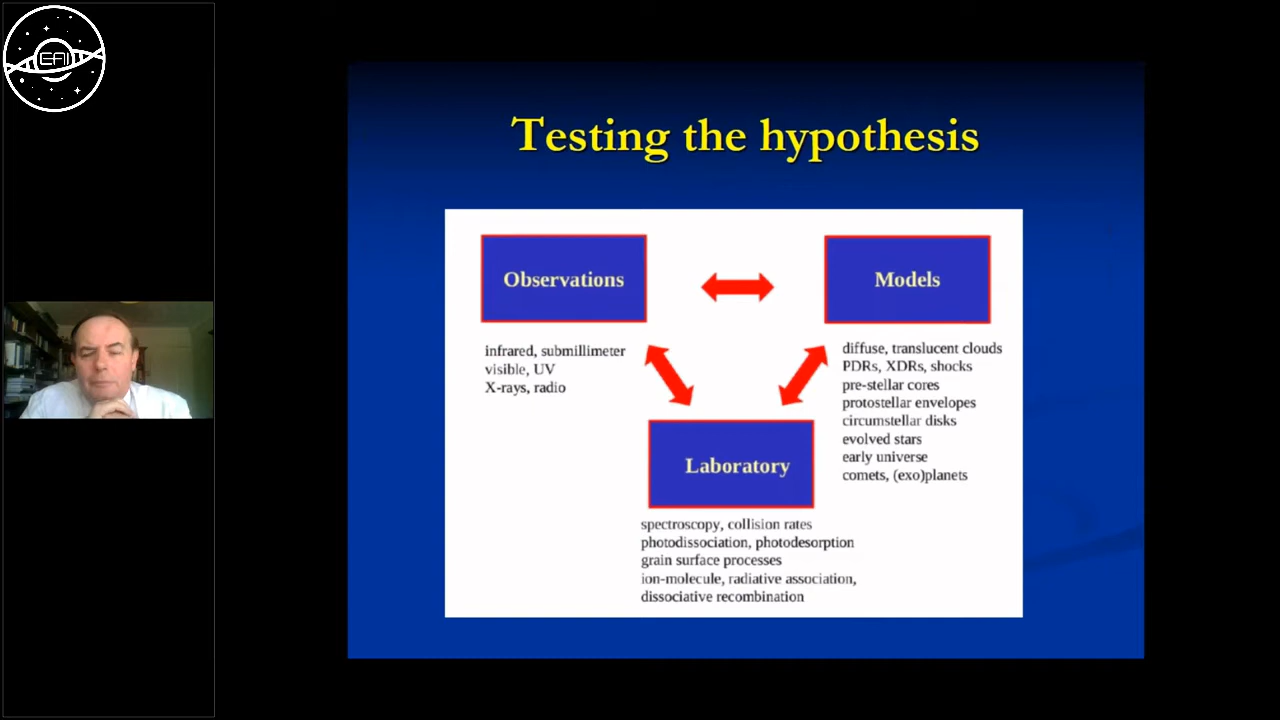 EAI
Testing the hypothesis
Observations
Models
infrared, submillimeter
visible, UV
X-rays, radio
diffuse, translucent clouds
PDRs, XDRs, shocks
pre-stellar cores
protostellar envelopes
circumstellar disks
evolved stars
early universe
comets, (exo)planets
Laboratory
spectroscopy, collision rates
photodissociation, photodesorption
grain surface processes
ion-molecule, radiative association,
dissociative recombination